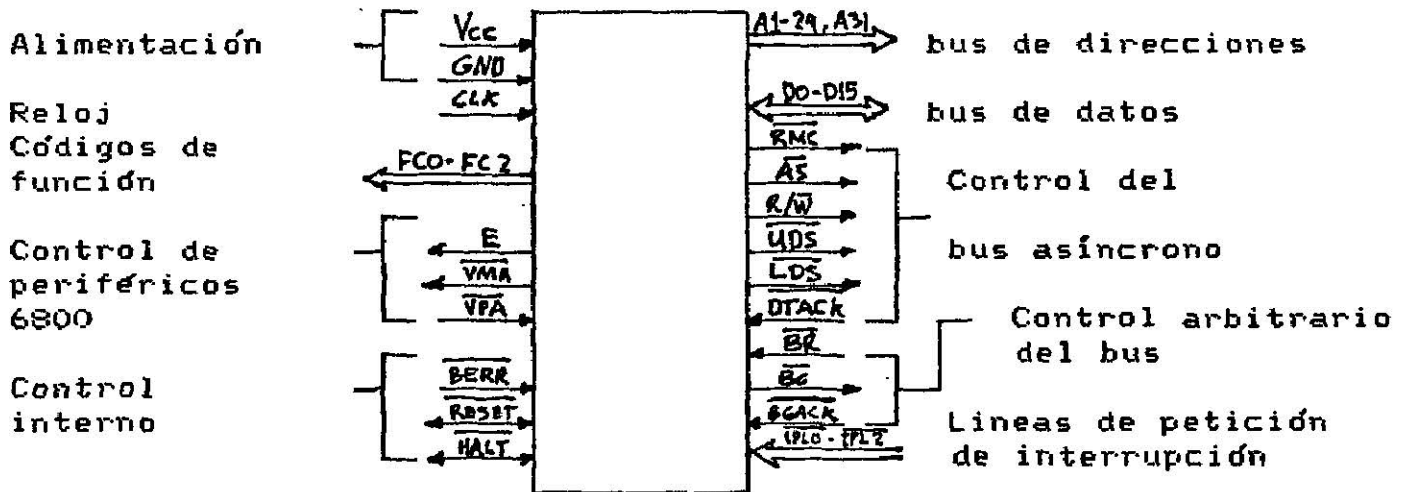 Alimentación
Vcc
GND
Reloj
CLK
Códigos de
función
FC0-FC2
Control de
periféricos
6800
E
VMA
VPA
Control
interno
BERR
RESET
HALT
A1-29, A31
bus de direcciones
D0-D15
bus de datos
RMC
AS
R/W
UDS
LDS
DTACK
Control del
bus asíncrono
BR
BG
BGACK
Control arbitrario
del bus
IPL0-IPL2
Lineas de petición
de interrupción